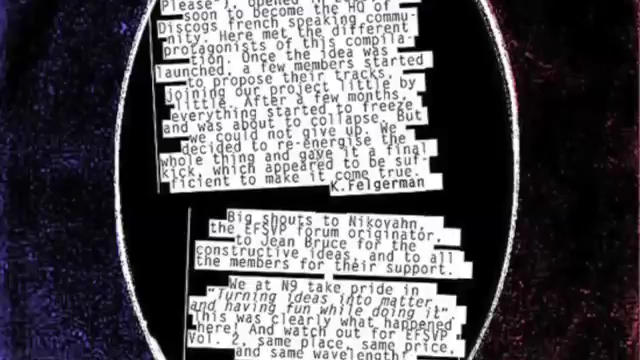 Please"), opened
soon to become the HQ of
Discogs french speaking commu-
nity. Here met the different
protagonists of this compila-
tion. Once the idea was
launched, a few members started
to propose their tracks,
joining our project little by
little. After a few months,
everything started to freeze
and was about to collapse. But
we could not give up. We
decided to re-energise the
whole thing and gave it a final
kick, which appeared to be suf-
ficient to make it come true.
K.Felgerman
Big shouts to Nikovahn,
the EFSVP forum originator,
to Jean Bruce for the
constructive ideas, and to all
the members for their support.
We at N9 take pride in
"Turning ideas into matter
and having fun while doing it".
This was clearly what happened
here! And watch out for EFSVP
Vol. 2, same place, same price,
and same wavelength